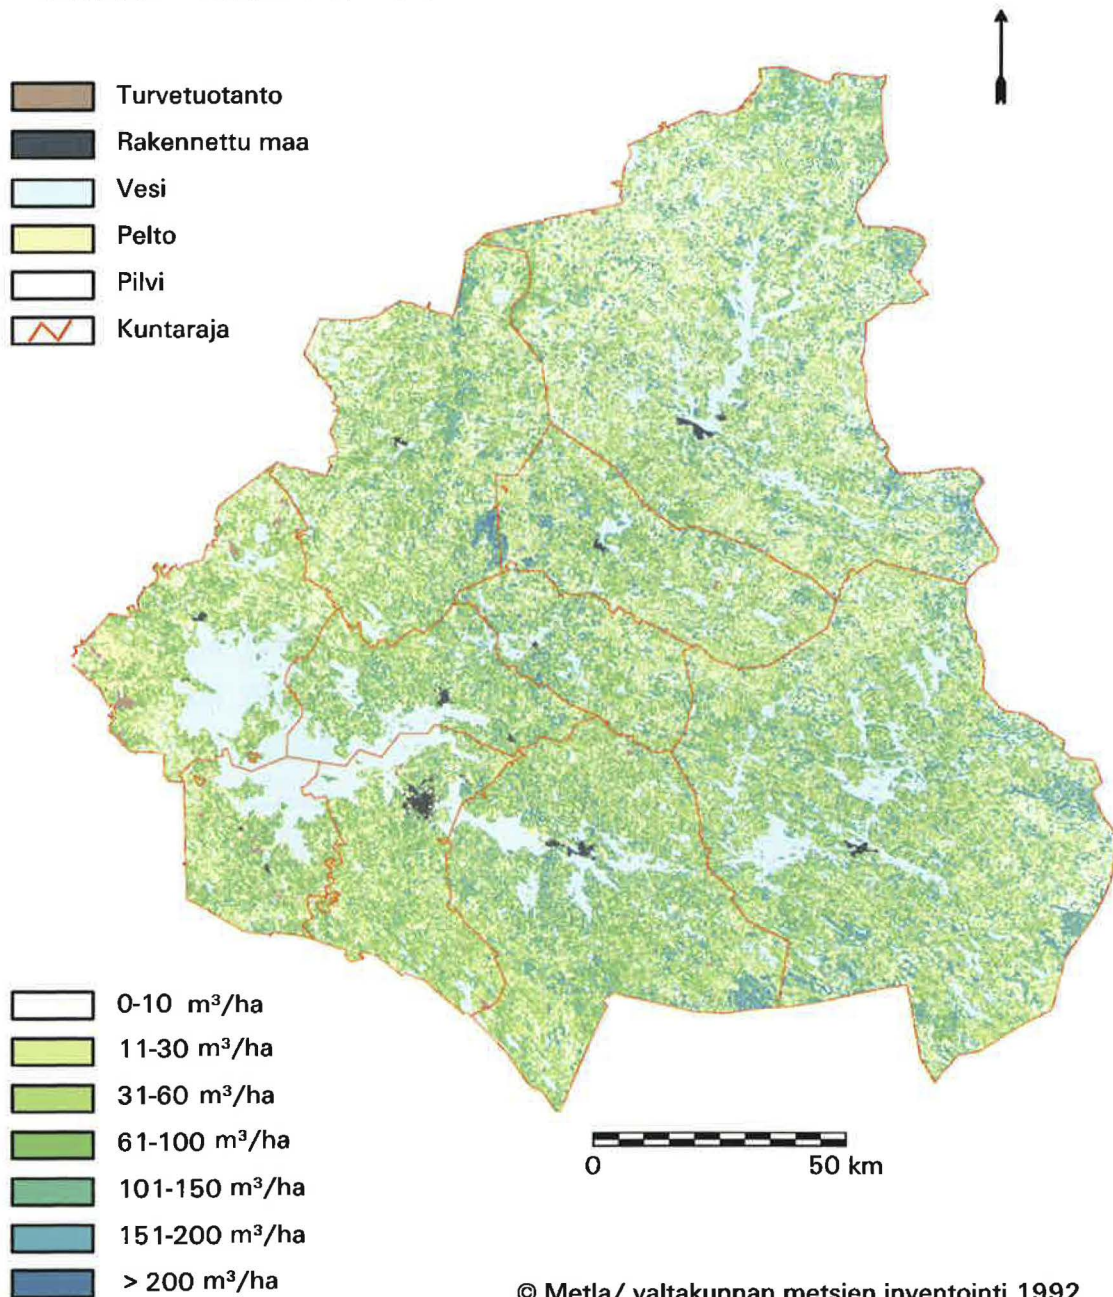 Turvetuotanto
Rakennettu maa
Vesi
Pelto
Pilvi
Kuntaraja
0-10 m³/ha
11-30 m³/ha
31-60 m³/ha
61-100 m³/ha
101-150 m³/ha
151-200 m³/ha
> 200 m³/ha
0 50 km
© Metla/ valtakunnan metsien inventointi 1992